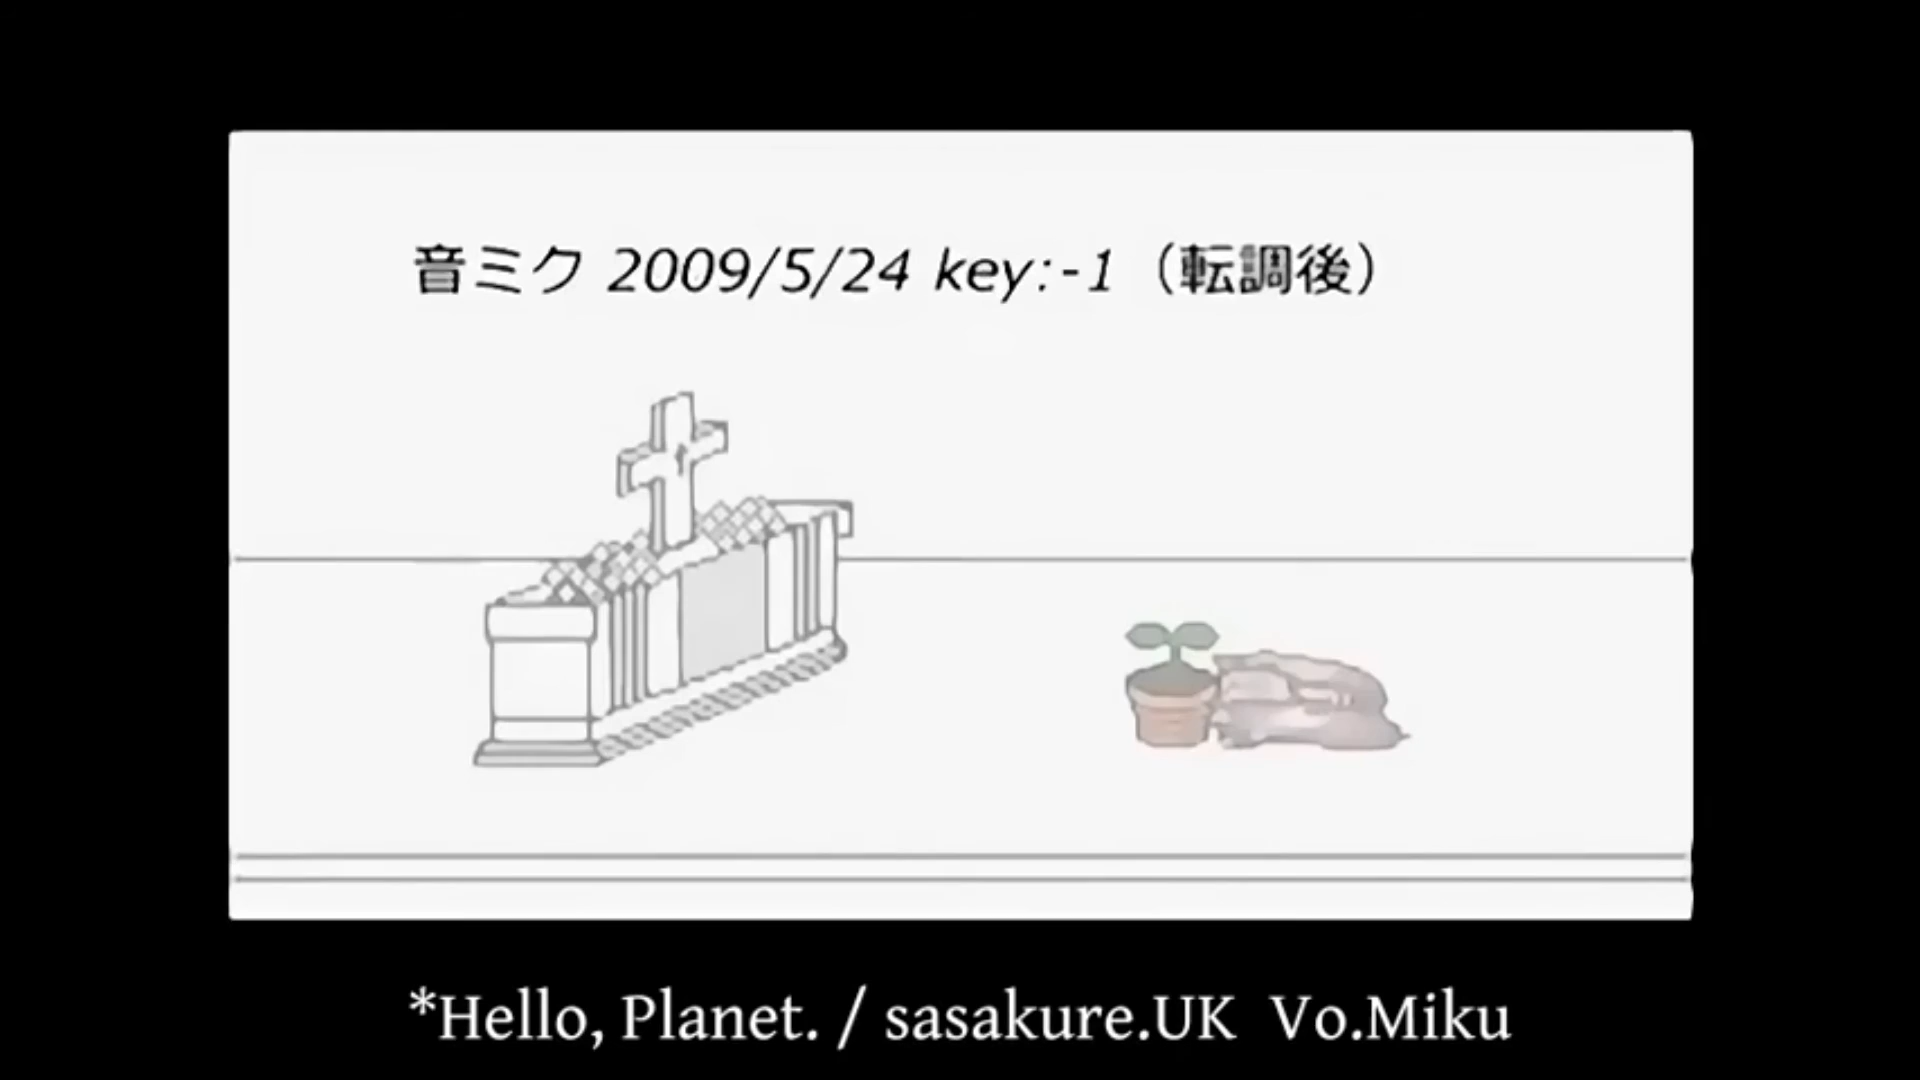 音ミク 2009/5/24 key:-1（転調後）
*Hello, Planet. / sasakure.UK Vo.Miku